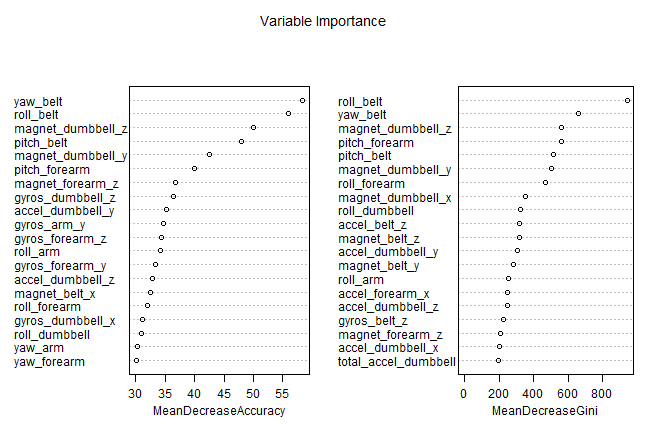 Variable Importance
yaw_belt
roll_belt
magnet_dumbbell_z
pitch_belt
magnet_dumbbell_y
pitch_forearm
magnet_forearm_z
gyros_dumbbell_z
accel_dumbbell_y
gyros_arm_y
gyros_forearm_z
roll_arm
gyros_forearm_y
accel_dumbbell_z
magnet_belt_x
roll_forearm
gyros_dumbbell_x
roll_dumbbell
yaw_arm
yaw_forearm
30 35 40 45 50 55
MeanDecreaseAccuracy
roll_belt
yaw_belt
magnet_dumbbell_z
pitch_forearm
pitch_belt
magnet_dumbbell_y
roll_forearm
magnet_dumbbell_x
roll_dumbbell
accel_belt_z
magnet_belt_z
accel_dumbbell_y
magnet_belt_y
roll_arm
accel_forearm_x
accel_dumbbell_z
gyros_belt_z
magnet_forearm_z
accel_dumbbell_x
total_accel_dumbbell
0 200 400 600 800
MeanDecreaseGini